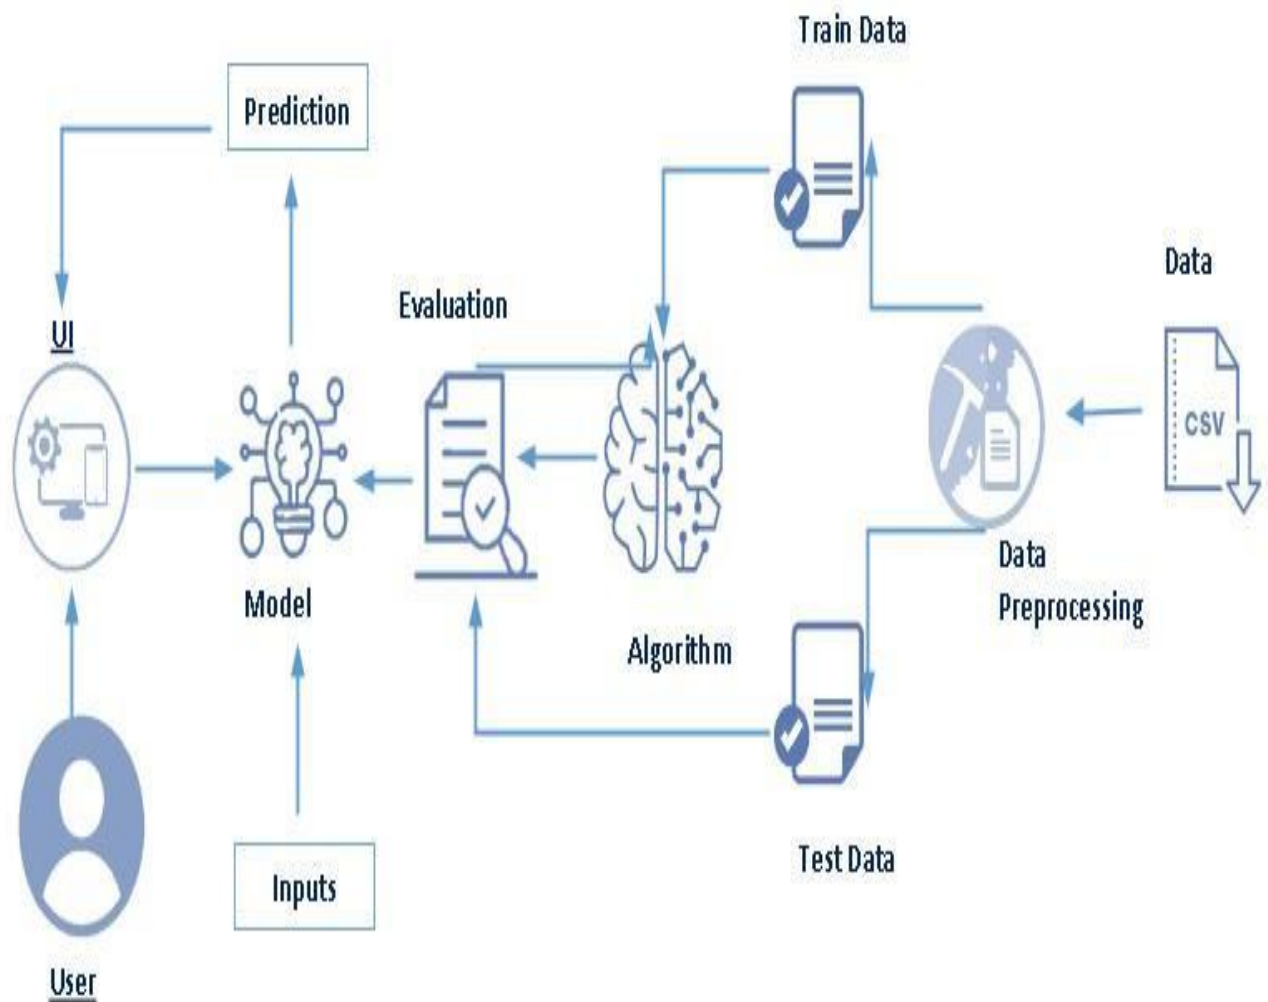 Train Data
Prediction
Data
Evaluation
UI
CSV
Data
Preprocessing
Model
Algorithm
Test Data
Inputs
User